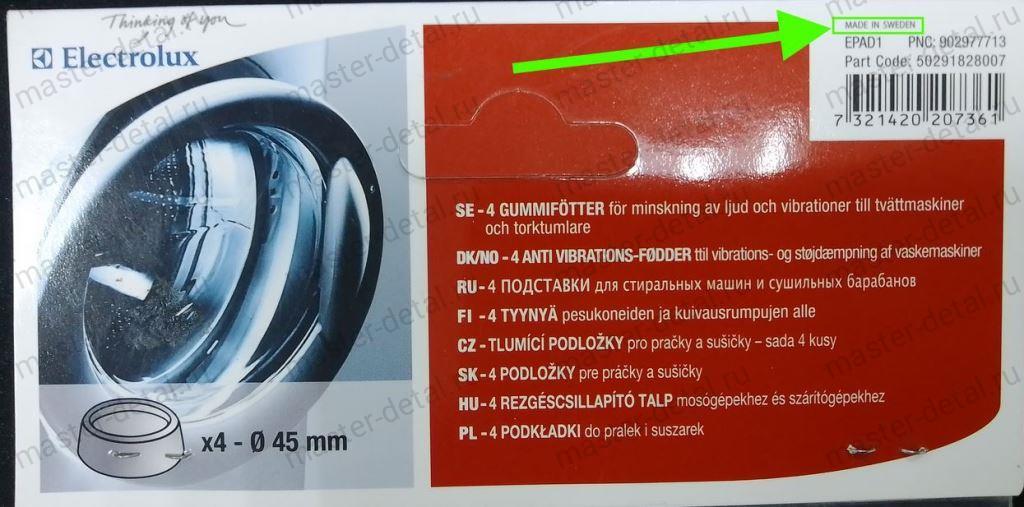 Thinking of you
Electrolux
MADE IN SWEDEN
EPAD1 PNC: 902977713
Part Code: 50291828007
7 321420 207361
SE - 4 GUMMIFÖTTER för minskning av ljud och vibrationer till tvättmaskiner
och torktumlare
DK/NO - 4 ANTI VIBRATIONS-FØDDER ttil vibrations- og støjdæmpning af vaskemaskiner
RU - 4 ПОДСТАВКИ для стиральных машин и сушильных барабанов
FI - 4 TYYNYÄ pesukoneiden ja kuivausrumpujen alle
CZ - TLUMÍCÍ PODLOŽKY pro pračky a sušičky – sada 4 kusy
SK - 4 PODLOŽKY pre práčky a sušičky
HU - 4 REZGÉSCSILLAPÍTÓ TALP mosógépekhez és szárítógépekhez
PL - 4 PODKŁADKI do pralek i suszarek
x4 - Ø 45 mm
master-detal.ru